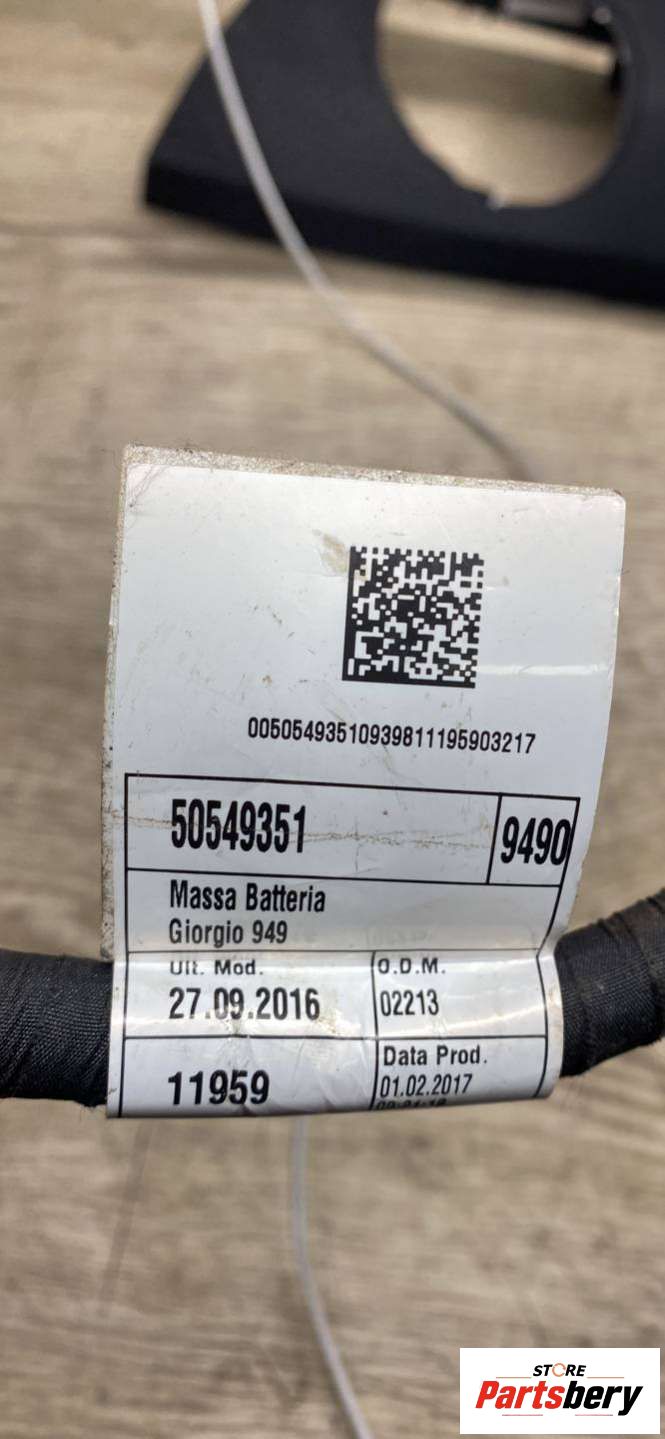 00505493510939811195903217
50549351
9490
Massa Batteria
Giorgio 949
Ult. Mod.
O.D.M.
27.09.2016
02213
Data Prod.
11959
01.02.2017
STORE
Partsbery